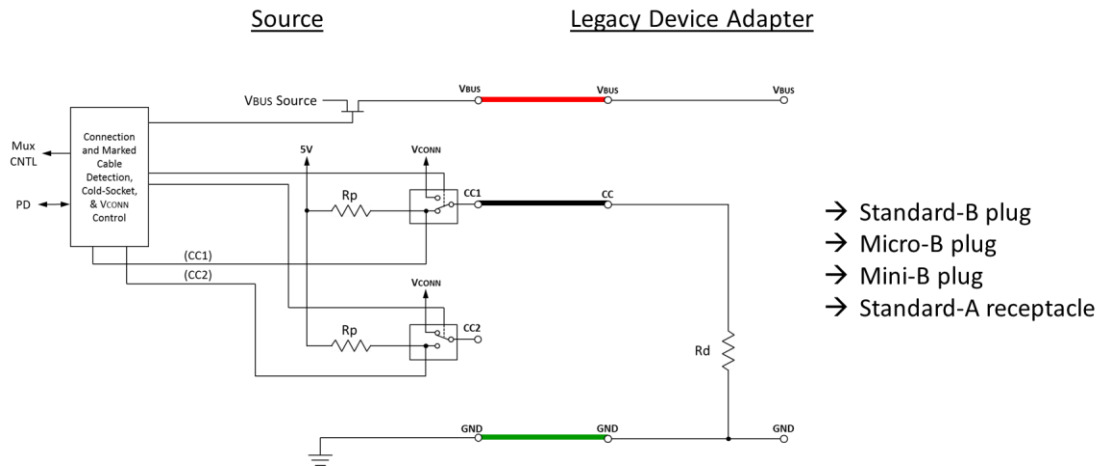 Source
Legacy Device Adapter
VBUS Source
VBUS
VBUS
VBUS
Connection
and Marked
Cable
Detection,
Cold-Socket,
& VCONN
Control
Mux
CNTL
PD
5V
VCONN
Rp
CC1
CC
(CC1)
(CC2)
VCONN
Rp
CC2
Rd
GND
GND
GND
→ Standard-B plug
→ Micro-B plug
→ Mini-B plug
→ Standard-A receptacle